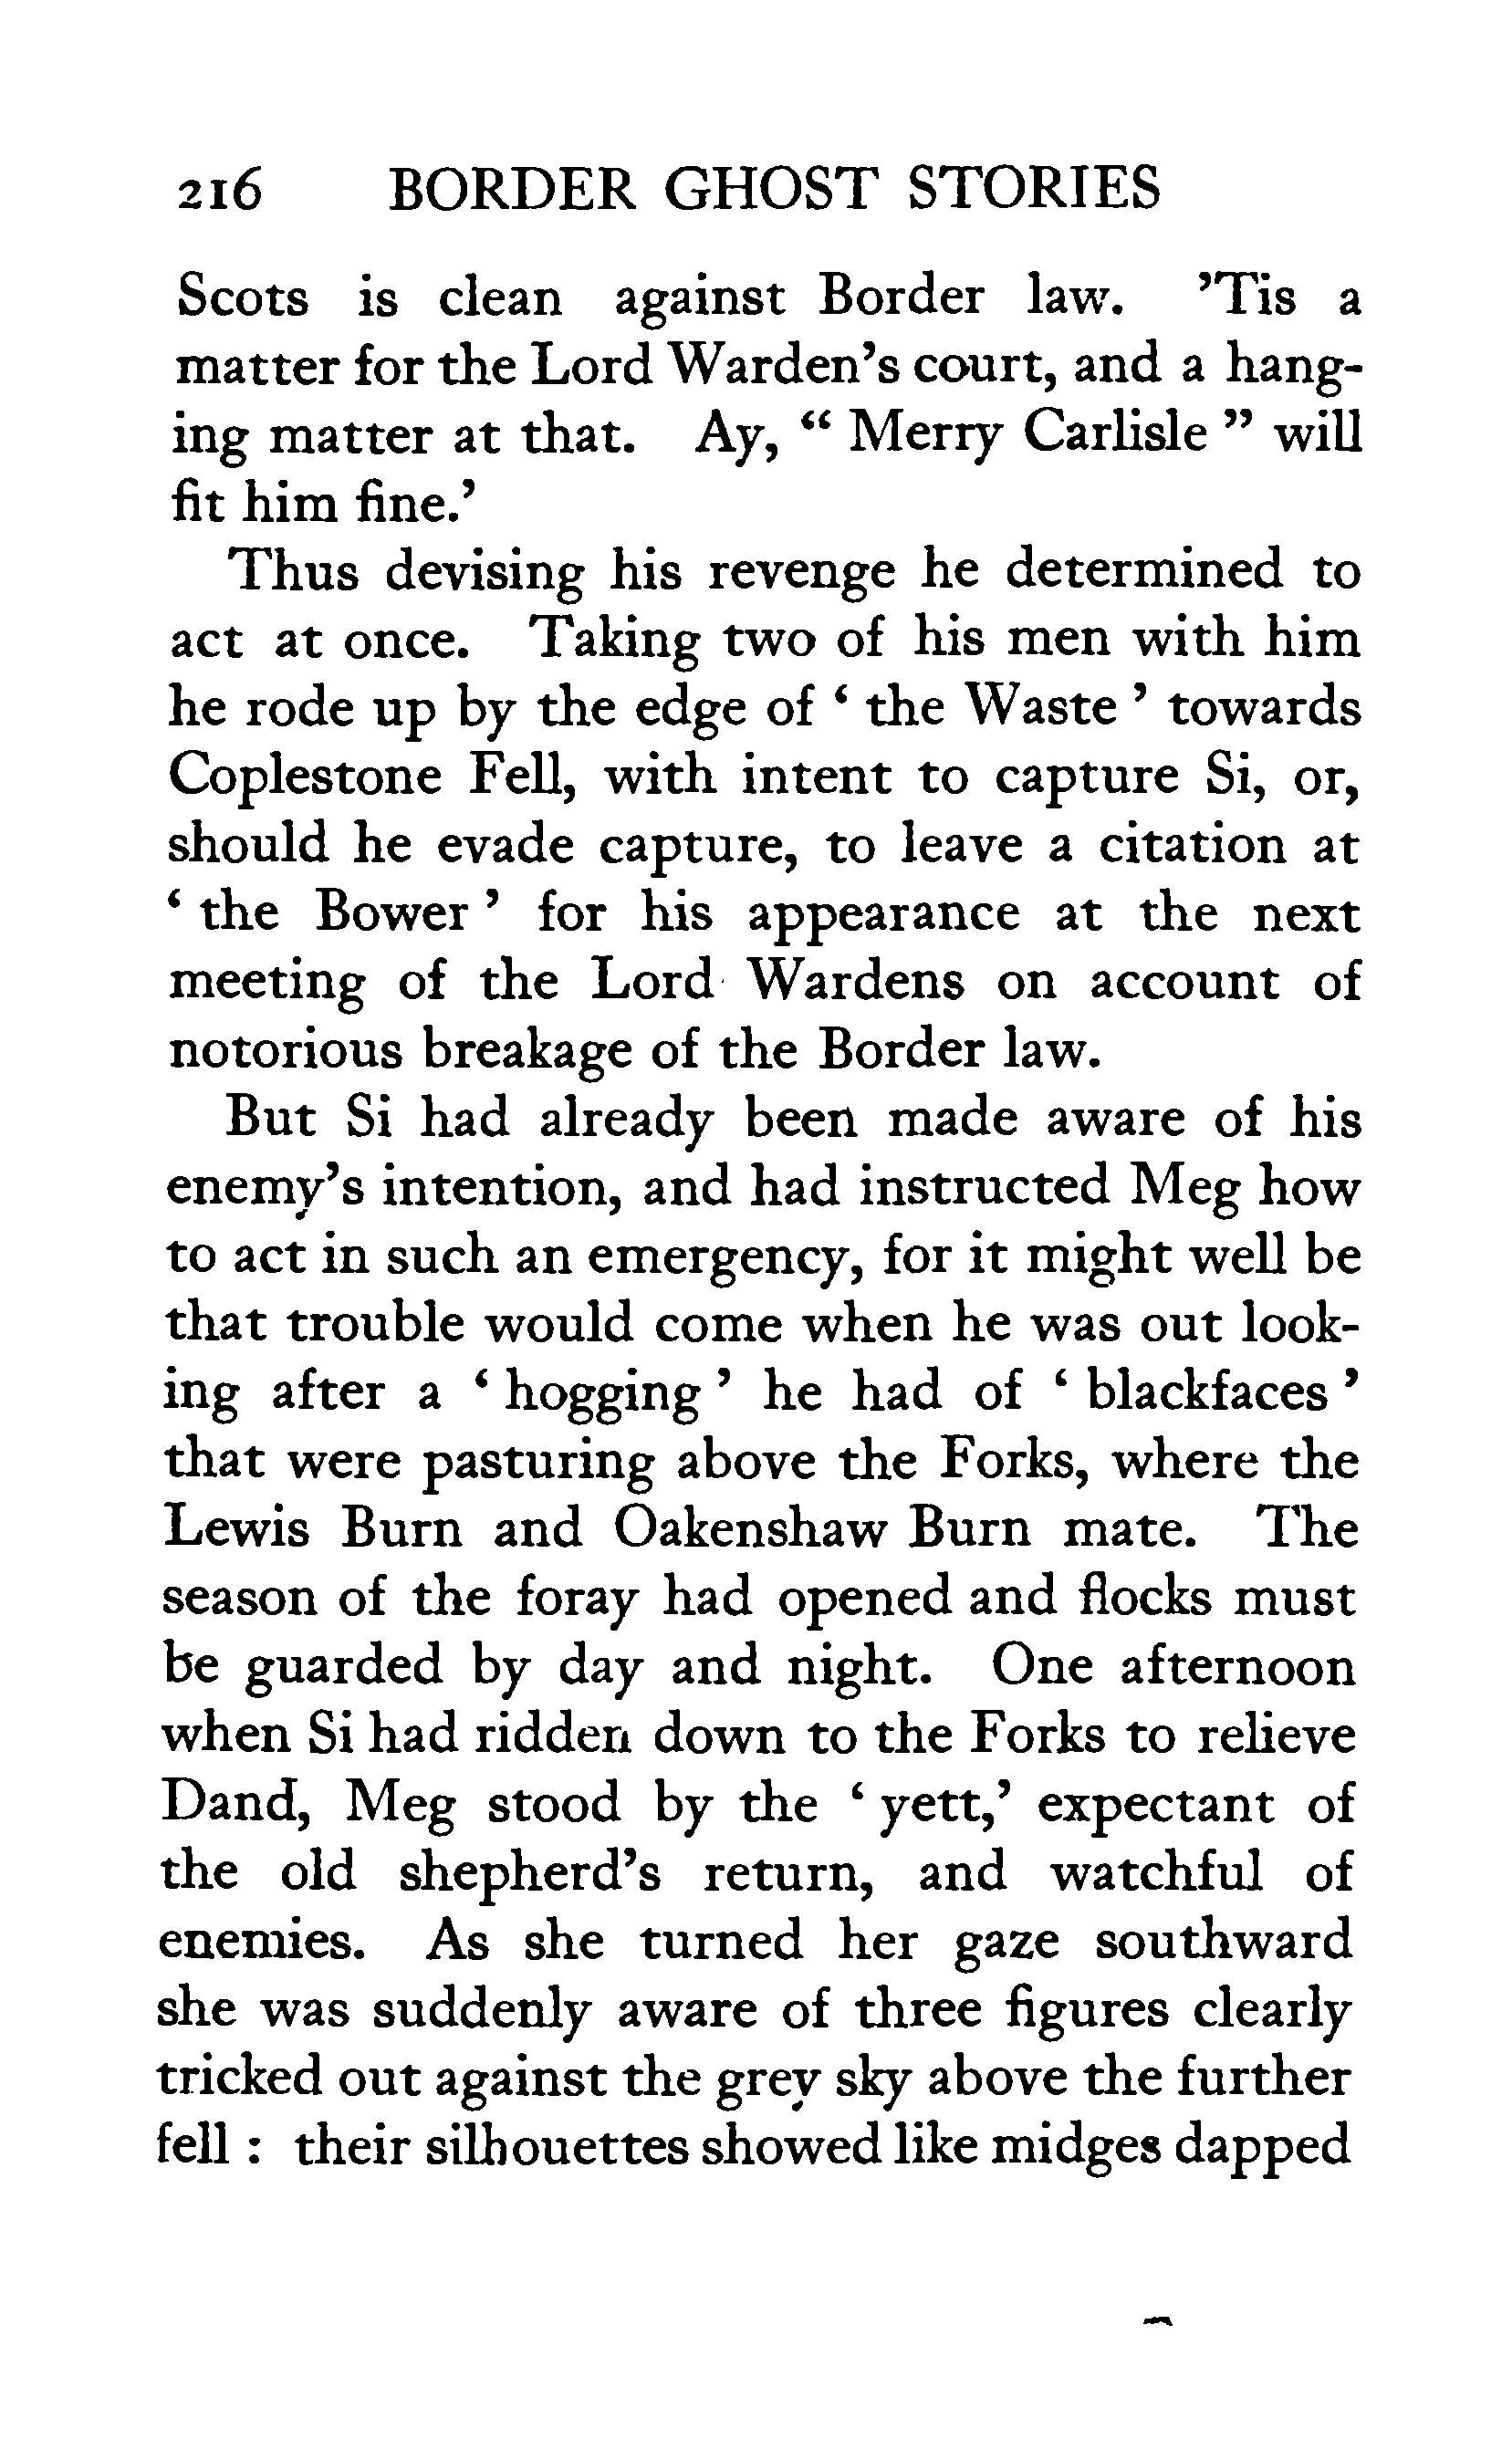 216 BORDER GHOST STORIES
Scots is clean against Border law. ’Tis a
matter for the Lord Warden’s court, and a hang-
ing matter at that. Ay, “ Merry Carlisle ” will
fit him fine.’
Thus devising his revenge he determined to
act at once. Taking two of his men with him
he rode up by the edge of ‘ the Waste ’ towards
Coplestone Fell, with intent to capture Si, or,
should he evade capture, to leave a citation at
‘ the Bower ’ for his appearance at the next
meeting of the Lord Wardens on account of
notorious breakage of the Border law.
But Si had already been made aware of his
enemy’s intention, and had instructed Meg how
to act in such an emergency, for it might well be
that trouble would come when he was out look-
ing after a ‘ hogging ’ he had of ‘ blackfaces ’
that were pasturing above the Forks, where the
Lewis Burn and Oakenshaw Burn mate. The
season of the foray had opened and flocks must
be guarded by day and night. One afternoon
when Si had ridden down to the Forks to relieve
Dand, Meg stood by the ‘ yett,’ expectant of
the old shepherd’s return, and watchful of
enemies. As she turned her gaze southward
she was suddenly aware of three figures clearly
tricked out against the grey sky above the further
fell : their silhouettes showed like midges dapped